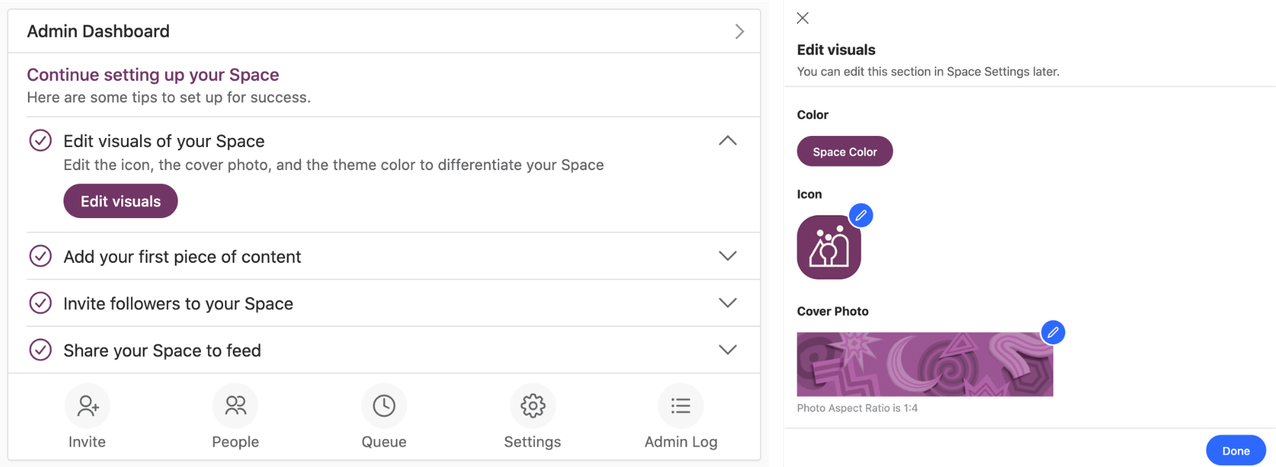 Admin Dashboard
Continue setting up your Space
Here are some tips to set up for success.
Edit visuals of your Space
Edit the icon, the cover photo, and the theme color to differentiate your Space
Edit visuals
Add your first piece of content
Invite followers to your Space
Share your Space to feed
Invite
People
Queue
Settings
Admin Log
Edit visuals
You can edit this section in Space Settings later.
Color
Space Color
Icon
Cover Photo
Photo Aspect Ratio is 1:4
Done